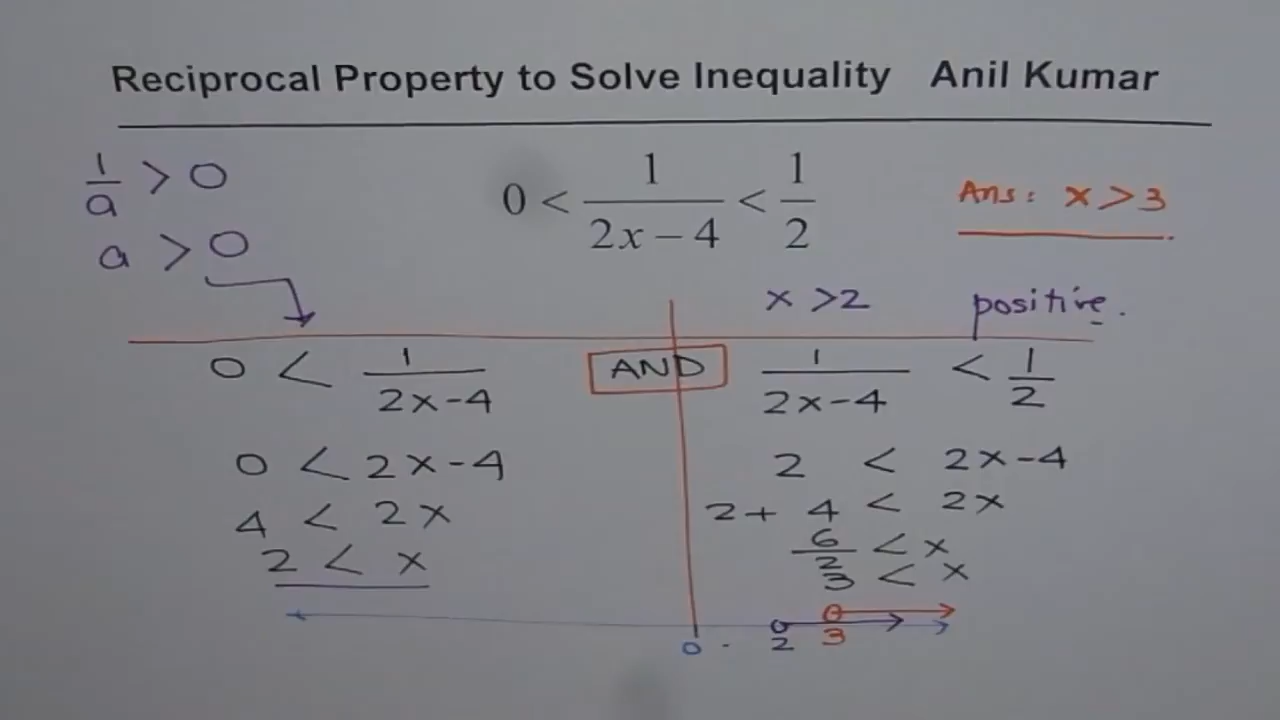 Reciprocal Property to Solve Inequality Anil Kumar
1/a > 0
a > 0
0 < 1/(2x − 4) < 1/2
Ans: x > 3
x > 2 positive.
0 < 1/(2x-4) AND 1/(2x-4) < 1/2
0 < 2x-4
4 < 2x
2 < x
2 < 2x-4
2+ 4 < 2x
6/2 < x
3 < x
0 2 3